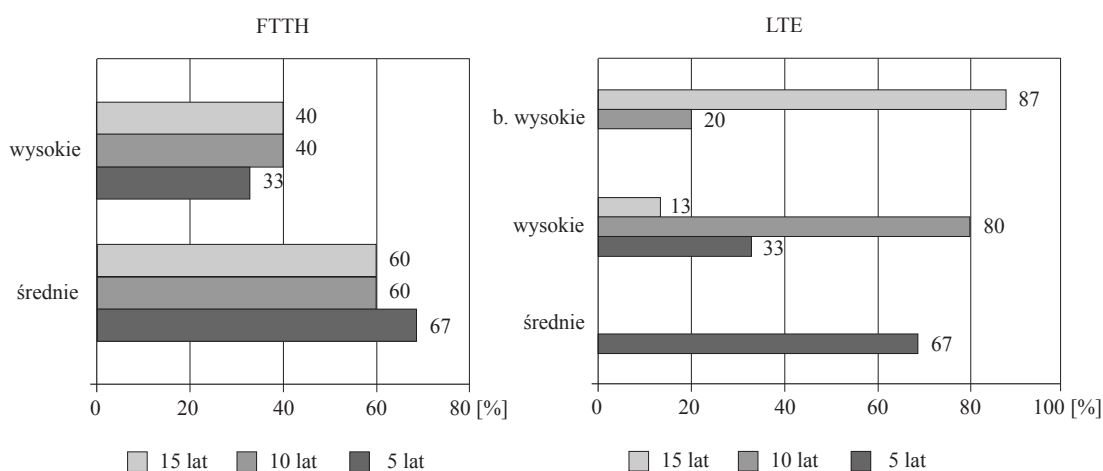 FTTH
wysokie
40
40
33
średnie
60
60
67
0 20 40 60 80 [%]
15 lat 10 lat 5 lat
LTE
b. wysokie
87
20
wysokie
13
80
33
średnie
67
0 20 40 60 80 100 [%]
15 lat 10 lat 5 lat